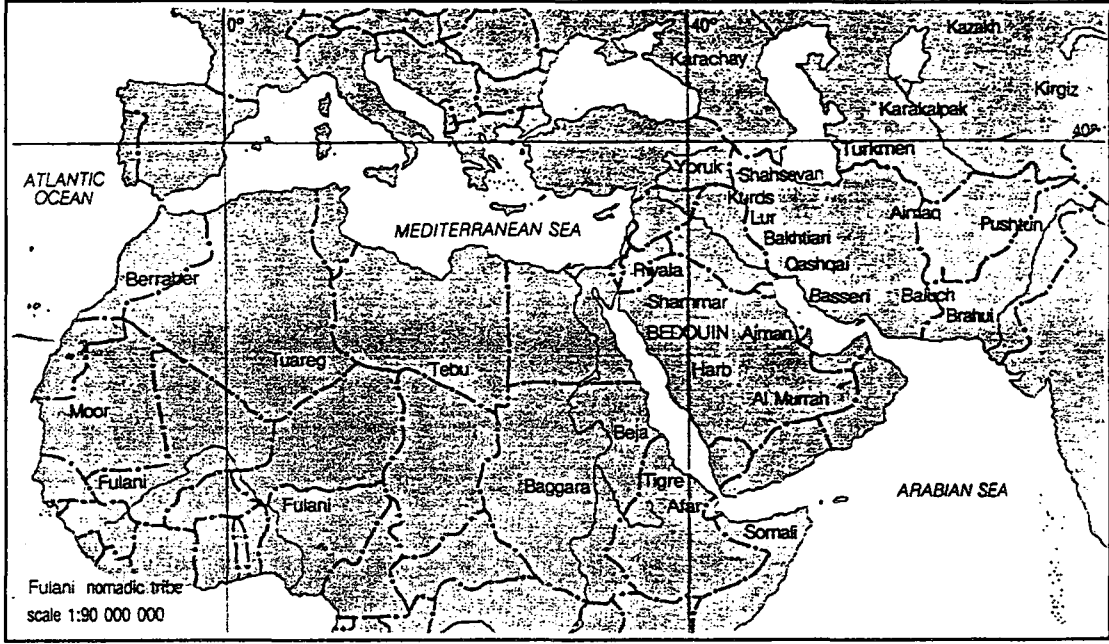 0°
40°
Karachay
Kazakh
Kirgiz
Karakalpak
40°
Turkmen
ATLANTIC
OCEAN
Yoruk
Shahsevan
Kurds
Lur
Aimaq
Pushtun
MEDITERRANEAN SEA
Bakhtiari
Qashqai
Berraber
Rwala
Basseri
Baluch
Shammar
Brahui
BEDOUIN
Ajman
Tuareg
Tebu
Harb
Al Murrah
Moor
Beja
Fulani
Baggara
Tigre
ARABIAN SEA
Fulani
Afar
Somali
Fulani nomadic tribe
scale 1:90 000 000